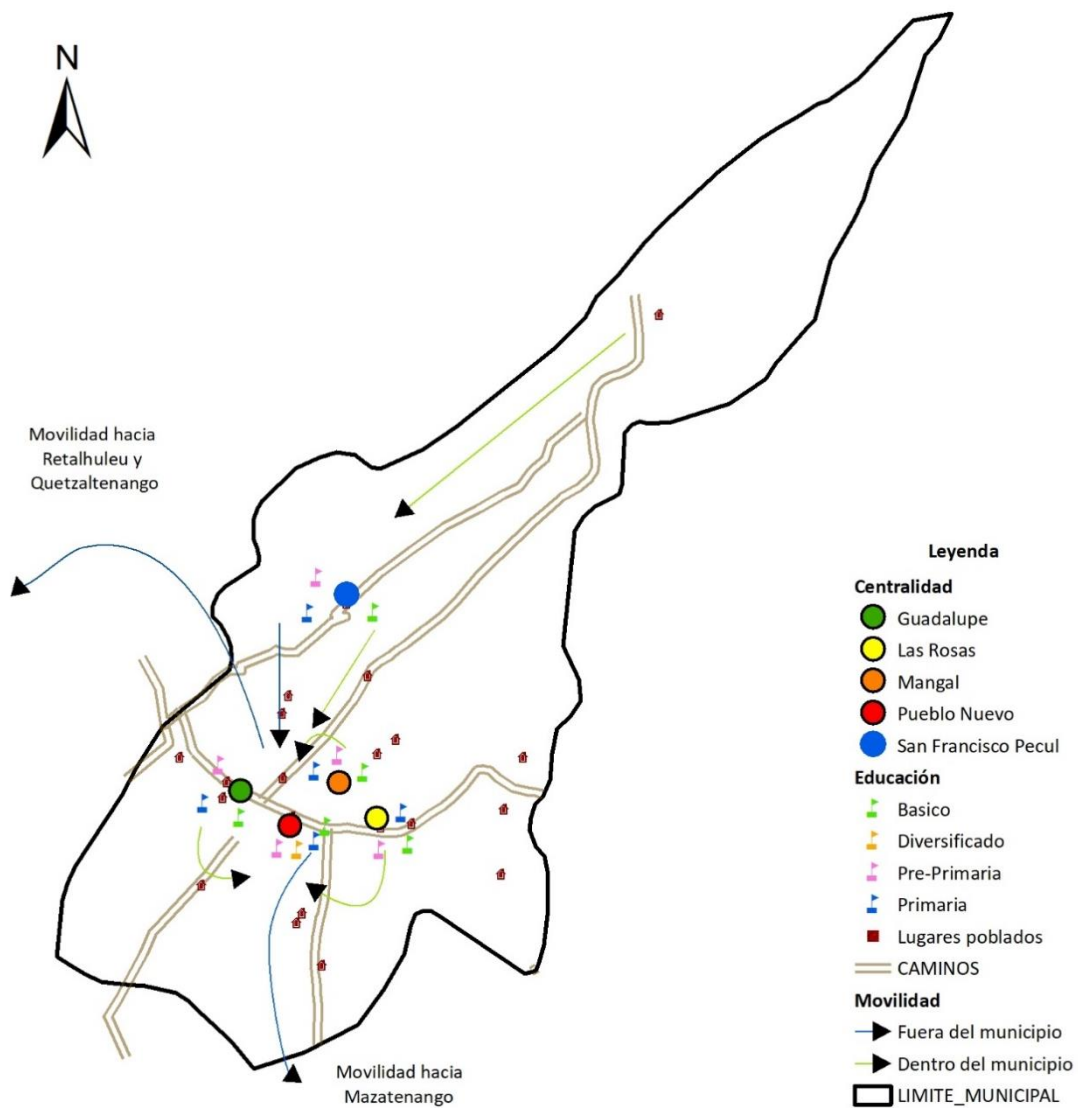 N
Movilidad hacia
Retalhuleu y
Quetzaltenango
Movilidad hacia
Mazatenango
Leyenda
Centralidad
Guadalupe
Las Rosas
Mangal
Pueblo Nuevo
San Francisco Pecul
Educación
Basico
Diversificado
Pre-Primaria
Primaria
Lugares poblados
CAMINOS
Movilidad
Fuera del municipio
Dentro del municipio
LIMITE_MUNICIPAL